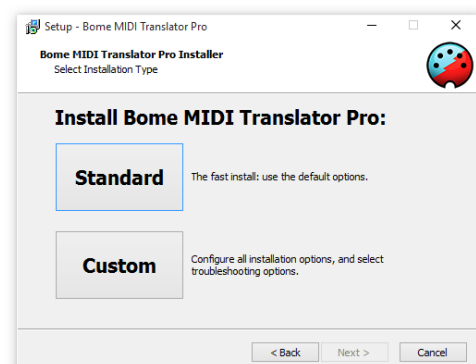 Setup - Bome MIDI Translator Pro
Bome MIDI Translator Pro Installer
Select Installation Type
Install Bome MIDI Translator Pro:
Standard
The fast install: use the default options.
Custom
Configure all installation options, and select
troubleshooting options.
< Back
Next >
Cancel